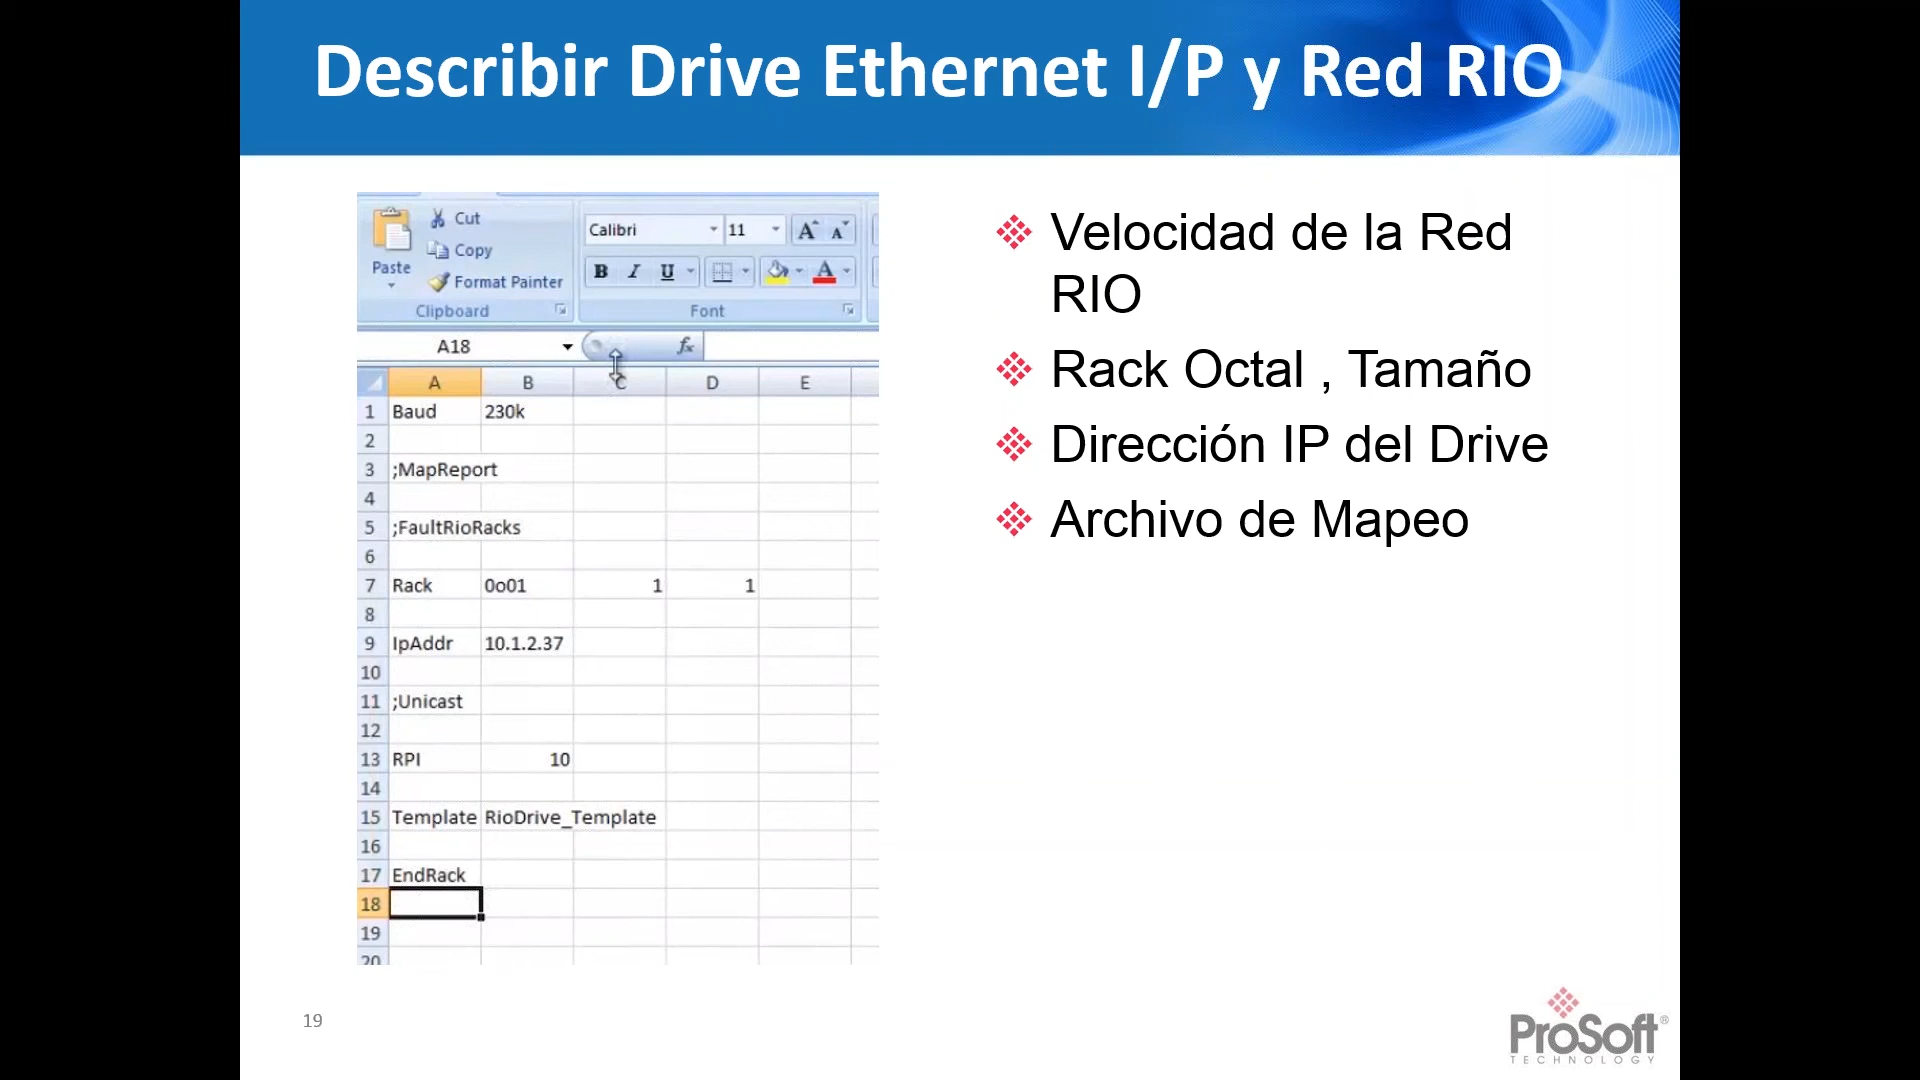 Describir Drive Ethernet I/P y Red RIO
Cut
Copy
Paste
Format Painter
Clipboard
Calibri 11 A A
B I U A
Font
A18 fx
A B C D E
1 Baud 230k
2
3 ;MapReport
4
5 ;FaultRioRacks
6
7 Rack 0o01 1 1
8
9 IpAddr 10.1.2.37
10
11 ;Unicast
12
13 RPI 10
14
15 Template RioDrive_Template
16
17 EndRack
18
19
20
Velocidad de la Red
RIO
Rack Octal , Tamaño
Dirección IP del Drive
Archivo de Mapeo
19
ProSoft®
TECHNOLOGY